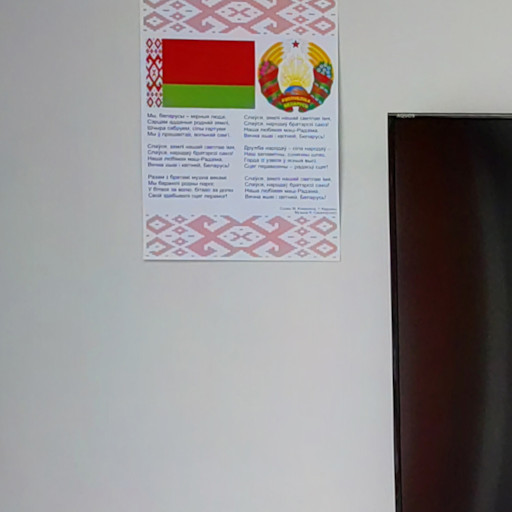 Мы, беларусы – мірныя людзі,
Сэрцам адданыя роднай зямлі,
Шчыра сябруем, сілы гартуем
Мы ў працавітай, вольнай сям'і.
Слаўся, зямлі нашай светлае імя,
Слаўся, народаў братэрскі саюз!
Наша любімая маці-Радзіма,
Вечна жыві і квітней, Беларусь!
Разам з братамі мужна вякамі
Мы баранілі родны парог,
У бітвах за волю, бітвах за долю
Свой здабывалі сцяг перамог!
Слаўся, зямлі нашай светлае імя,
Слаўся, народаў братэрскі саюз!
Наша любімая маці-Радзіма,
Вечна жыві і квітней, Беларусь!
Дружба народаў – сіла народаў –
Наш запаветны, сонечны шлях.
Горда ж узвіся ў ясныя высі,
Сцяг пераможны – радасці сцяг!
Слаўся, зямлі нашай светлае імя,
Слаўся, народаў братэрскі саюз!
Наша любімая маці-Радзіма,
Вечна жыві і квітней, Беларусь!